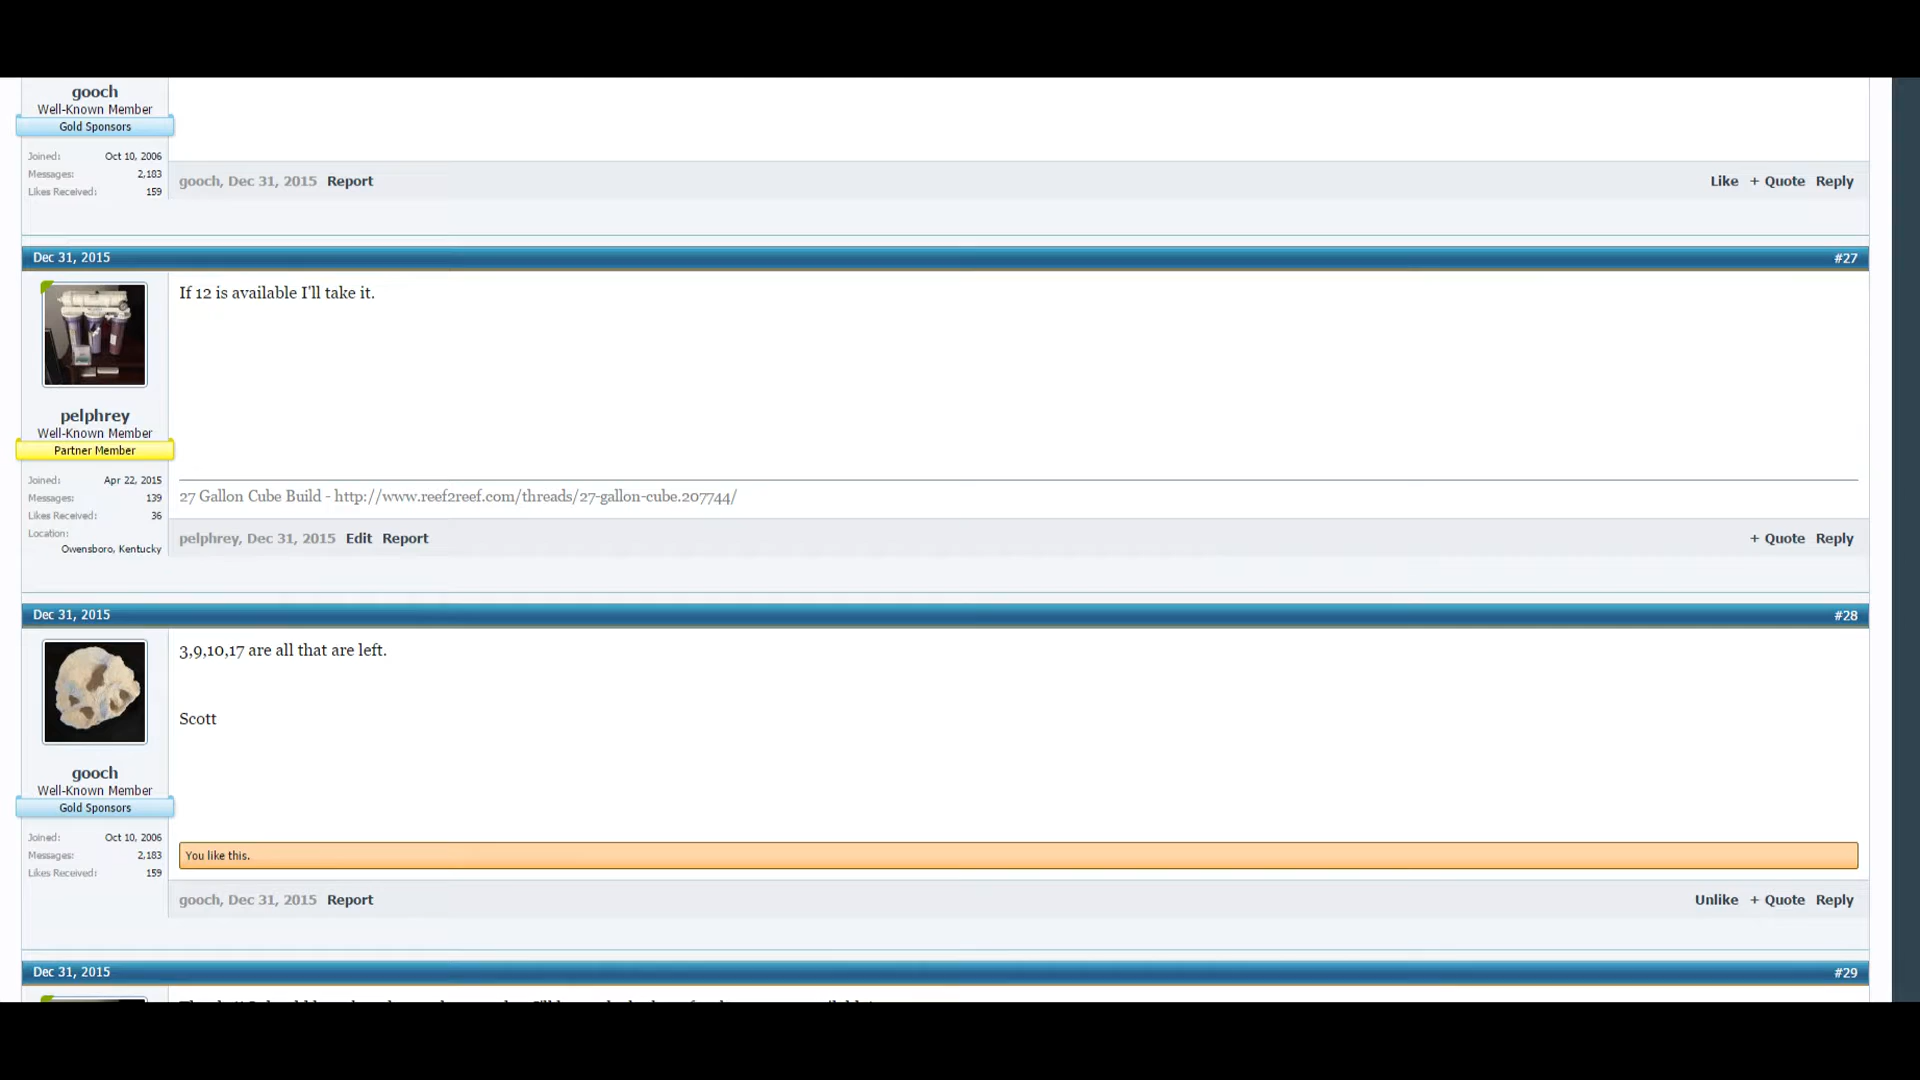 gooch
Well-Known Member
Gold Sponsors
Joined: Oct 10, 2006
Messages: 2,183
Likes Received: 159
gooch, Dec 31, 2015 Report Like + Quote Reply
Dec 31, 2015 #27
If 12 is available I'll take it.
pelphrey
Well-Known Member
Partner Member
Joined: Apr 22, 2015
Messages: 139
Likes Received: 36
Location:
Owensboro, Kentucky
27 Gallon Cube Build - http://www.reef2reef.com/threads/27-gallon-cube.207744/
pelphrey, Dec 31, 2015 Edit Report + Quote Reply
Dec 31, 2015 #28
3,9,10,17 are all that are left.
Scott
gooch
Well-Known Member
Gold Sponsors
Joined: Oct 10, 2006
Messages: 2,183
Likes Received: 159
You like this.
gooch, Dec 31, 2015 Report Unlike + Quote Reply
Dec 31, 2015 #29